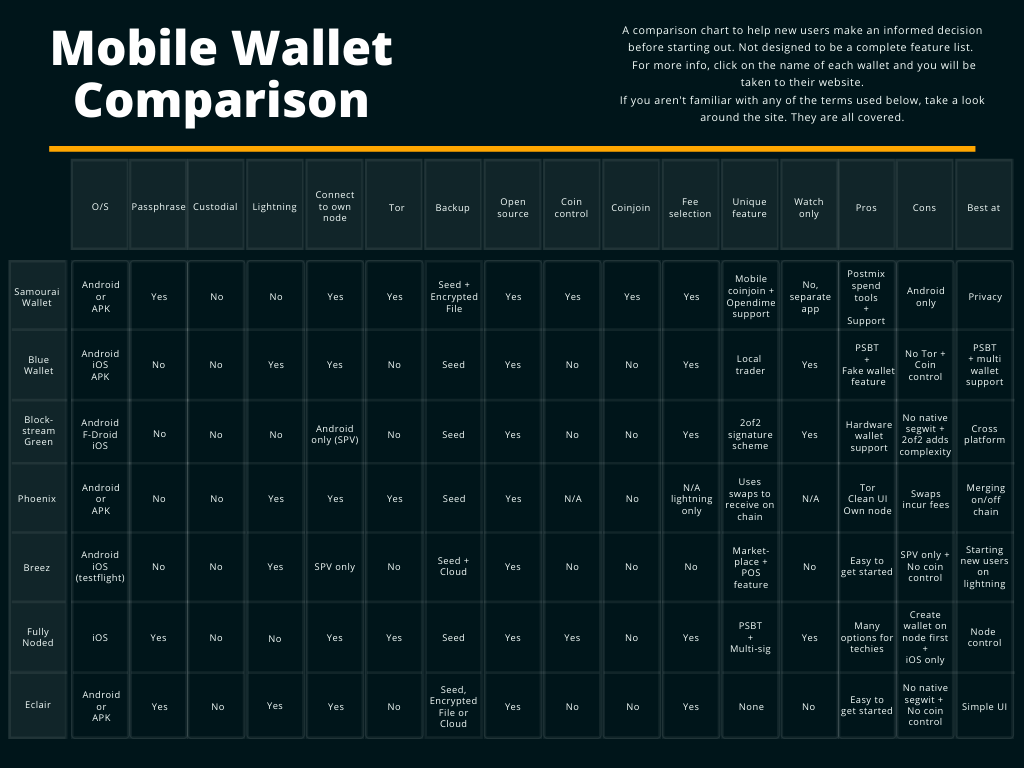 Mobile Wallet
Comparison
A comparison chart to help new users make an informed decision
before starting out. Not designed to be a complete feature list.
For more info, click on the name of each wallet and you will be
taken to their website.
If you aren't familiar with any of the terms used below, take a look
around the site. They are all covered.
O/S
Passphrase
Custodial
Lightning
Connect
to own
node
Tor
Backup
Open
source
Coin
control
Coinjoin
Fee
selection
Unique
feature
Watch
only
Pros
Cons
Best at
Samourai
Wallet
Android
or
APK
Yes
No
No
Yes
Yes
Seed +
Encrypted
File
Yes
Yes
Yes
Yes
Mobile
coinjoin +
Opendime
support
No,
separate
app
Postmix
spend
tools
+
Support
Android
only
Privacy
Blue
Wallet
Android
iOS
APK
No
No
Yes
Yes
No
Seed
Yes
No
No
Yes
Local
trader
Yes
PSBT
+
Fake wallet
feature
No Tor +
Coin
control
PSBT
+ multi
wallet
support
Block-
stream
Green
Android
F-Droid
iOS
No
No
No
Android
only (SPV)
No
Seed
Yes
No
No
Yes
2of2
signature
scheme
Yes
Hardware
wallet
support
No native
segwit +
2of2 adds
complexity
Cross
platform
Phoenix
Android
or
APK
No
No
Yes
Yes
Yes
Seed
Yes
N/A
No
N/A
lightning
only
Uses
swaps to
receive on
chain
N/A
Tor
Clean UI
Own node
Swaps
incur fees
Merging
on/off
chain
Breez
Android
iOS
(testflight)
No
No
Yes
SPV only
No
Seed +
Cloud
Yes
No
No
No
Market-
place +
POS
feature
No
Easy to
get started
SPV only +
No coin
control
Starting
new users
on
lightning
Fully
Noded
iOS
Yes
No
No
Yes
Yes
Seed
Yes
Yes
No
Yes
PSBT
+
Multi-sig
Yes
Many
options for
techies
Create
wallet on
node first
+
iOS only
Node
control
Eclair
Android
or
APK
Yes
No
Yes
Yes
No
Seed,
Encrypted
File or
Cloud
Yes
No
No
Yes
None
No
Easy to
get started
No native
segwit +
No coin
control
Simple UI